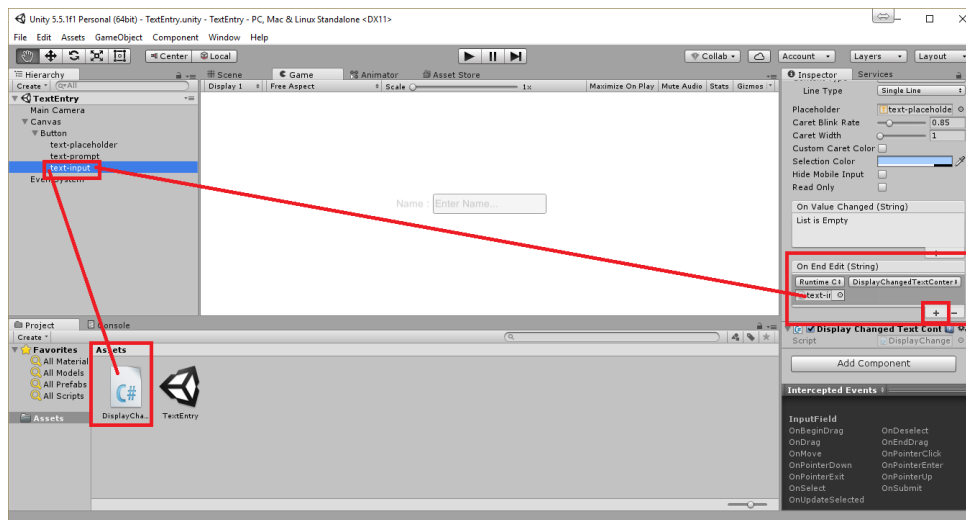 Unity 5.5.1f1 Personal (64bit) - TextEntry.unity - TextEntry - PC, Mac & Linux Standalone <DX11>
File Edit Assets GameObject Component Window Help
Center Local Collab Account Layers Layout
Hierarchy
Create All
TextEntry
Main Camera
Canvas
Button
text-placeholder
text-prompt
text-input
EventSystem
Scene Game Animator Asset Store
Display 1 Free Aspect Scale 1x Maximize On Play Mute Audio Stats Gizmos
Name : Enter Name...
Inspector Services
Line Type Single Line
Placeholder text-placeholde
Caret Blink Rate 0.85
Caret Width 1
Custom Caret Color
Selection Color
Hide Mobile Input
Read Only
On Value Changed (String)
List is Empty
On End Edit (String)
Runtime DisplayChangedTextConter
text-ir
+ -
Display Changed Text Cont
Script DisplayChange
Add Component
Intercepted Events
InputField
OnBeginDrag OnDeselect
OnDrag OnEndDrag
OnMove OnPointerClick
OnPointerDown OnPointerEnter
OnPointerExit OnPointerUp
OnSelect OnSubmit
OnUpdateSelected
Project Console
Create
Favorites
All Material
All Models
All Prefabs
All Scripts
Assets
Assets
C#
DisplayCha... TextEntry